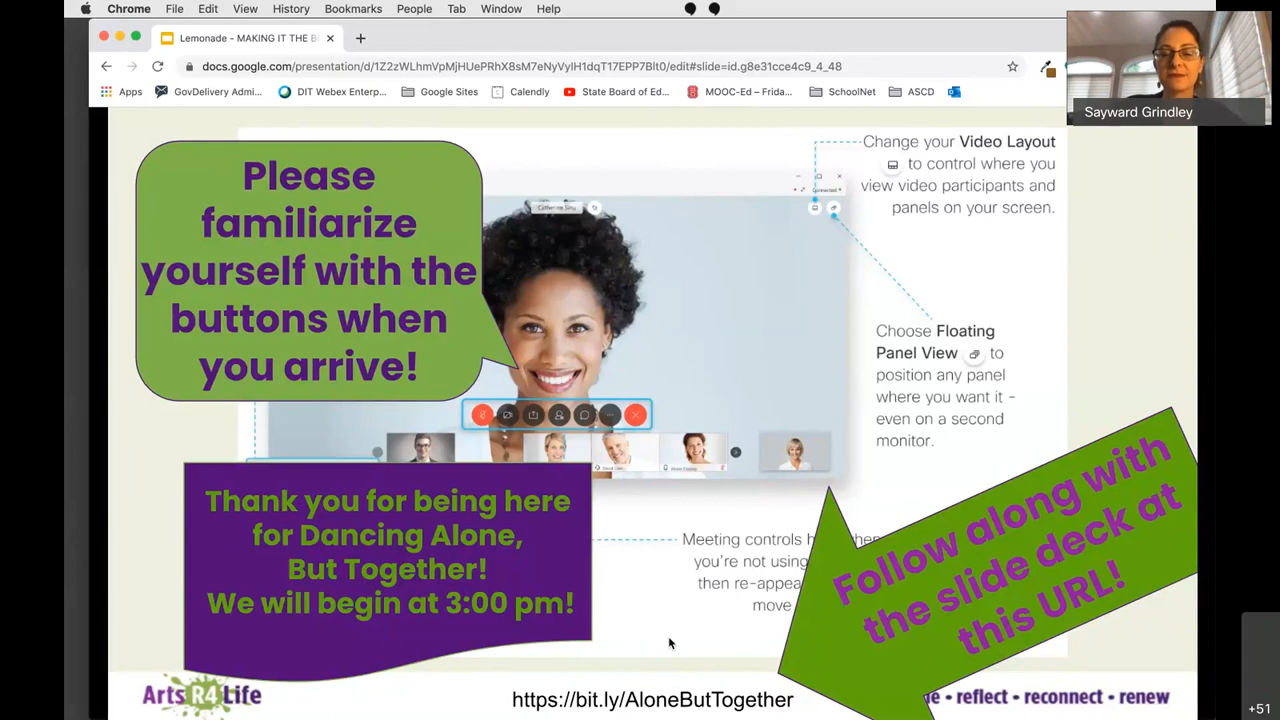 Chrome File Edit View History Bookmarks People Tab Window Help
Lemonade - MAKING IT THE B
docs.google.com/presentation/d/1Z2zWLhmVpMjHUeORhX8sM7eNyVyIH1dqT17EPP7Blt0/edit#slide=id.g8e31cce4c9_4_48
Apps GovDelivery Admi... DIT Webex Enterp... Google Sites Calendly State Board of Ed... MOOC-Ed – Frida... SchoolNet ASCD
Sayward Grindley
Please
familiarize
yourself with the
buttons when
you arrive!
Change your Video Layout
to control where you
view video participants and
panels on your screen.
Connected
Choose Floating
Panel View to
position any panel
where you want it -
even on a second
monitor.
Thank you for being here
for Dancing Alone,
But Together!
We will begin at 3:00 pm!
Meeting controls
you're not using
then re-appea
move
Follow along with
the slide deck at
this URL!
Arts R4 Life
https://bit.ly/AloneButTogether
• reflect • reconnect • renew
+51